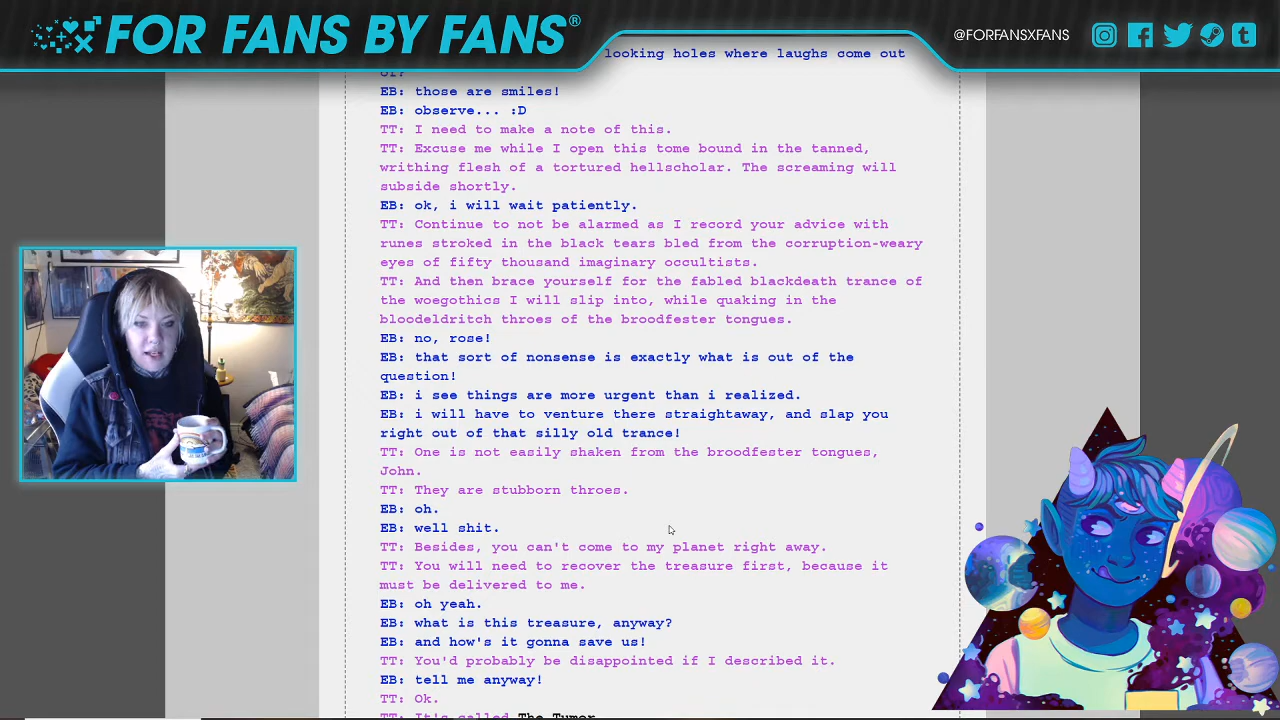 FOR FANS BY FANS®
@FORFANSXFANS
looking holes where laughs come out
of?
EB: those are smiles!
EB: observe... :D
TT: I need to make a note of this.
TT: Excuse me while I open this tome bound in the tanned,
writhing flesh of a tortured hellscholar. The screaming will
subside shortly.
EB: ok, i will wait patiently.
TT: Continue to not be alarmed as I record your advice with
runes stroked in the black tears bled from the corruption-weary
eyes of fifty thousand imaginary occultists.
TT: And then brace yourself for the fabled blackdeath trance of
the woegothics I will slip into, while quaking in the
bloodeldritch throes of the broodfester tongues.
EB: no, rose!
EB: that sort of nonsense is exactly what is out of the
question!
EB: i see things are more urgent than i realized.
EB: i will have to venture there straightaway, and slap you
right out of that silly old trance!
TT: One is not easily shaken from the broodfester tongues,
John.
TT: They are stubborn throes.
EB: oh.
EB: well shit.
TT: Besides, you can't come to my planet right away.
TT: You will need to recover the treasure first, because it
must be delivered to me.
EB: oh yeah.
EB: what is this treasure, anyway?
EB: and how's it gonna save us!
TT: You'd probably be disappointed if I described it.
EB: tell me anyway!
TT: Ok.
TT: It's called The Tumor.